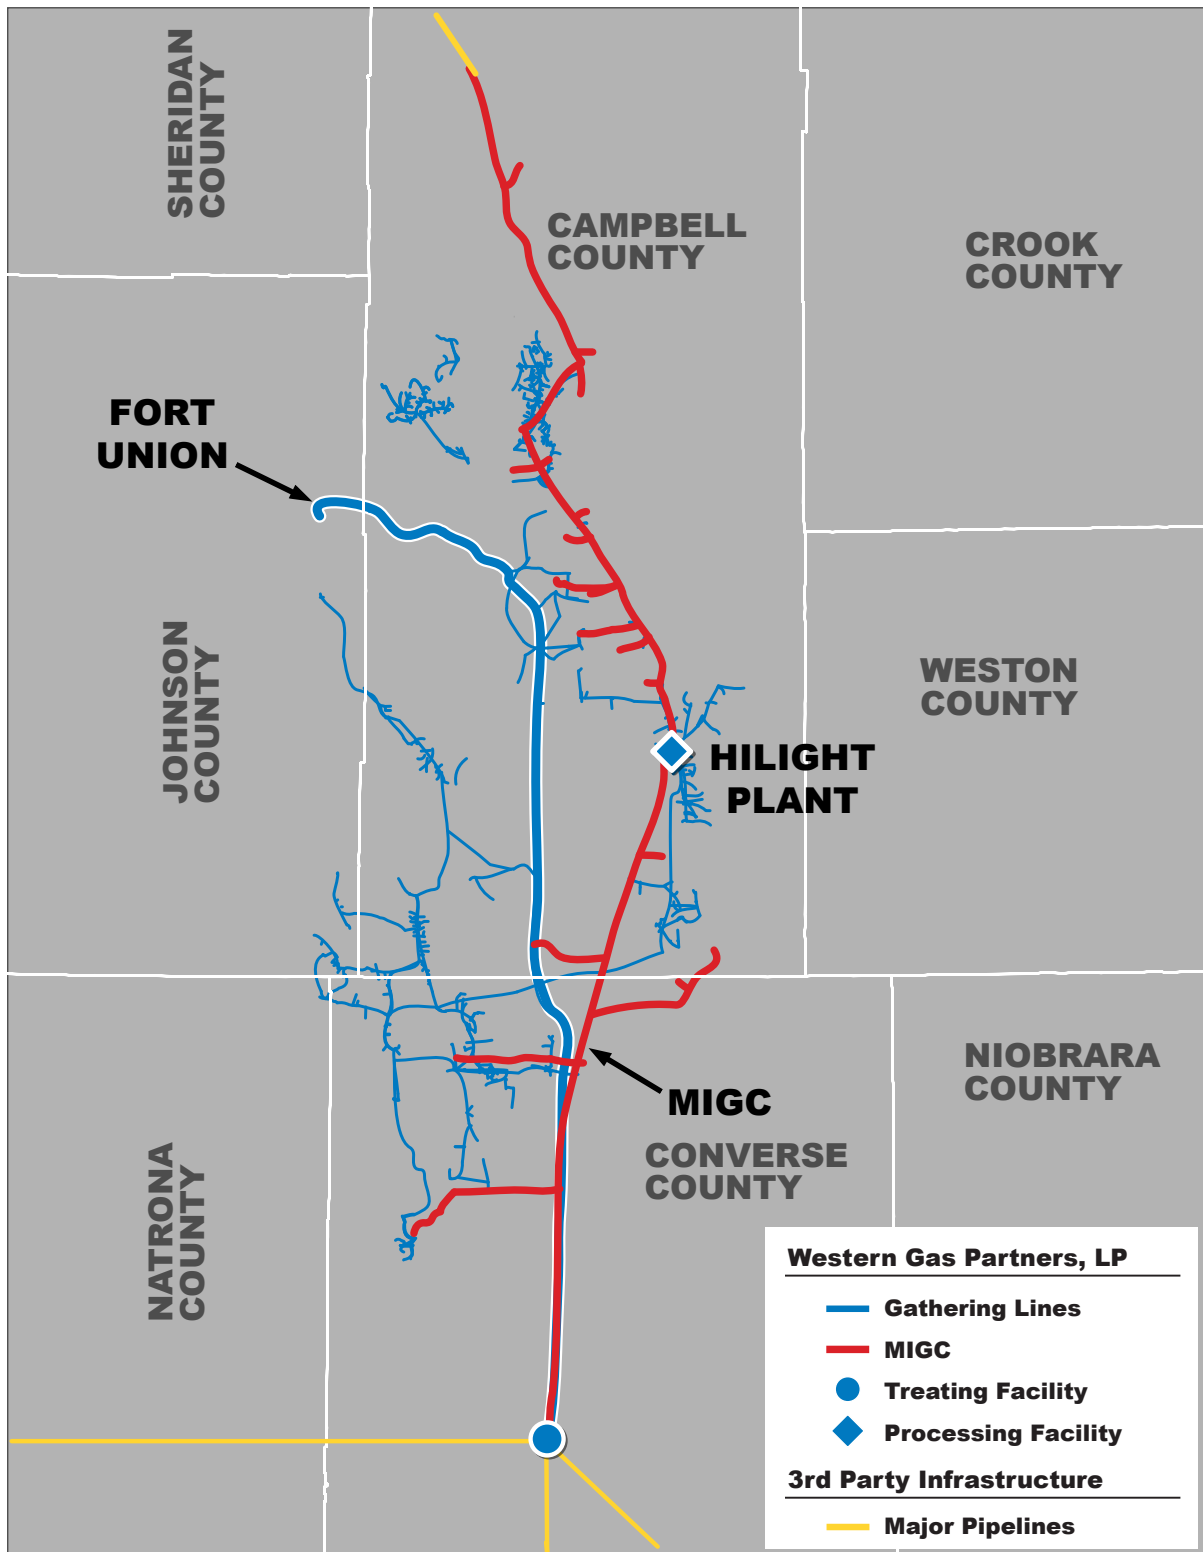 SHERIDAN
COUNTY
CAMPBELL
COUNTY
CROOK
COUNTY
FORT
UNION
JOHNSON
COUNTY
WESTON
COUNTY
HILIGHT
PLANT
NIOBRARA
COUNTY
MIGC
CONVERSE
COUNTY
NATRONA
COUNTY
Western Gas Partners, LP
Gathering Lines
MIGC
Treating Facility
Processing Facility
3rd Party Infrastructure
Major Pipelines